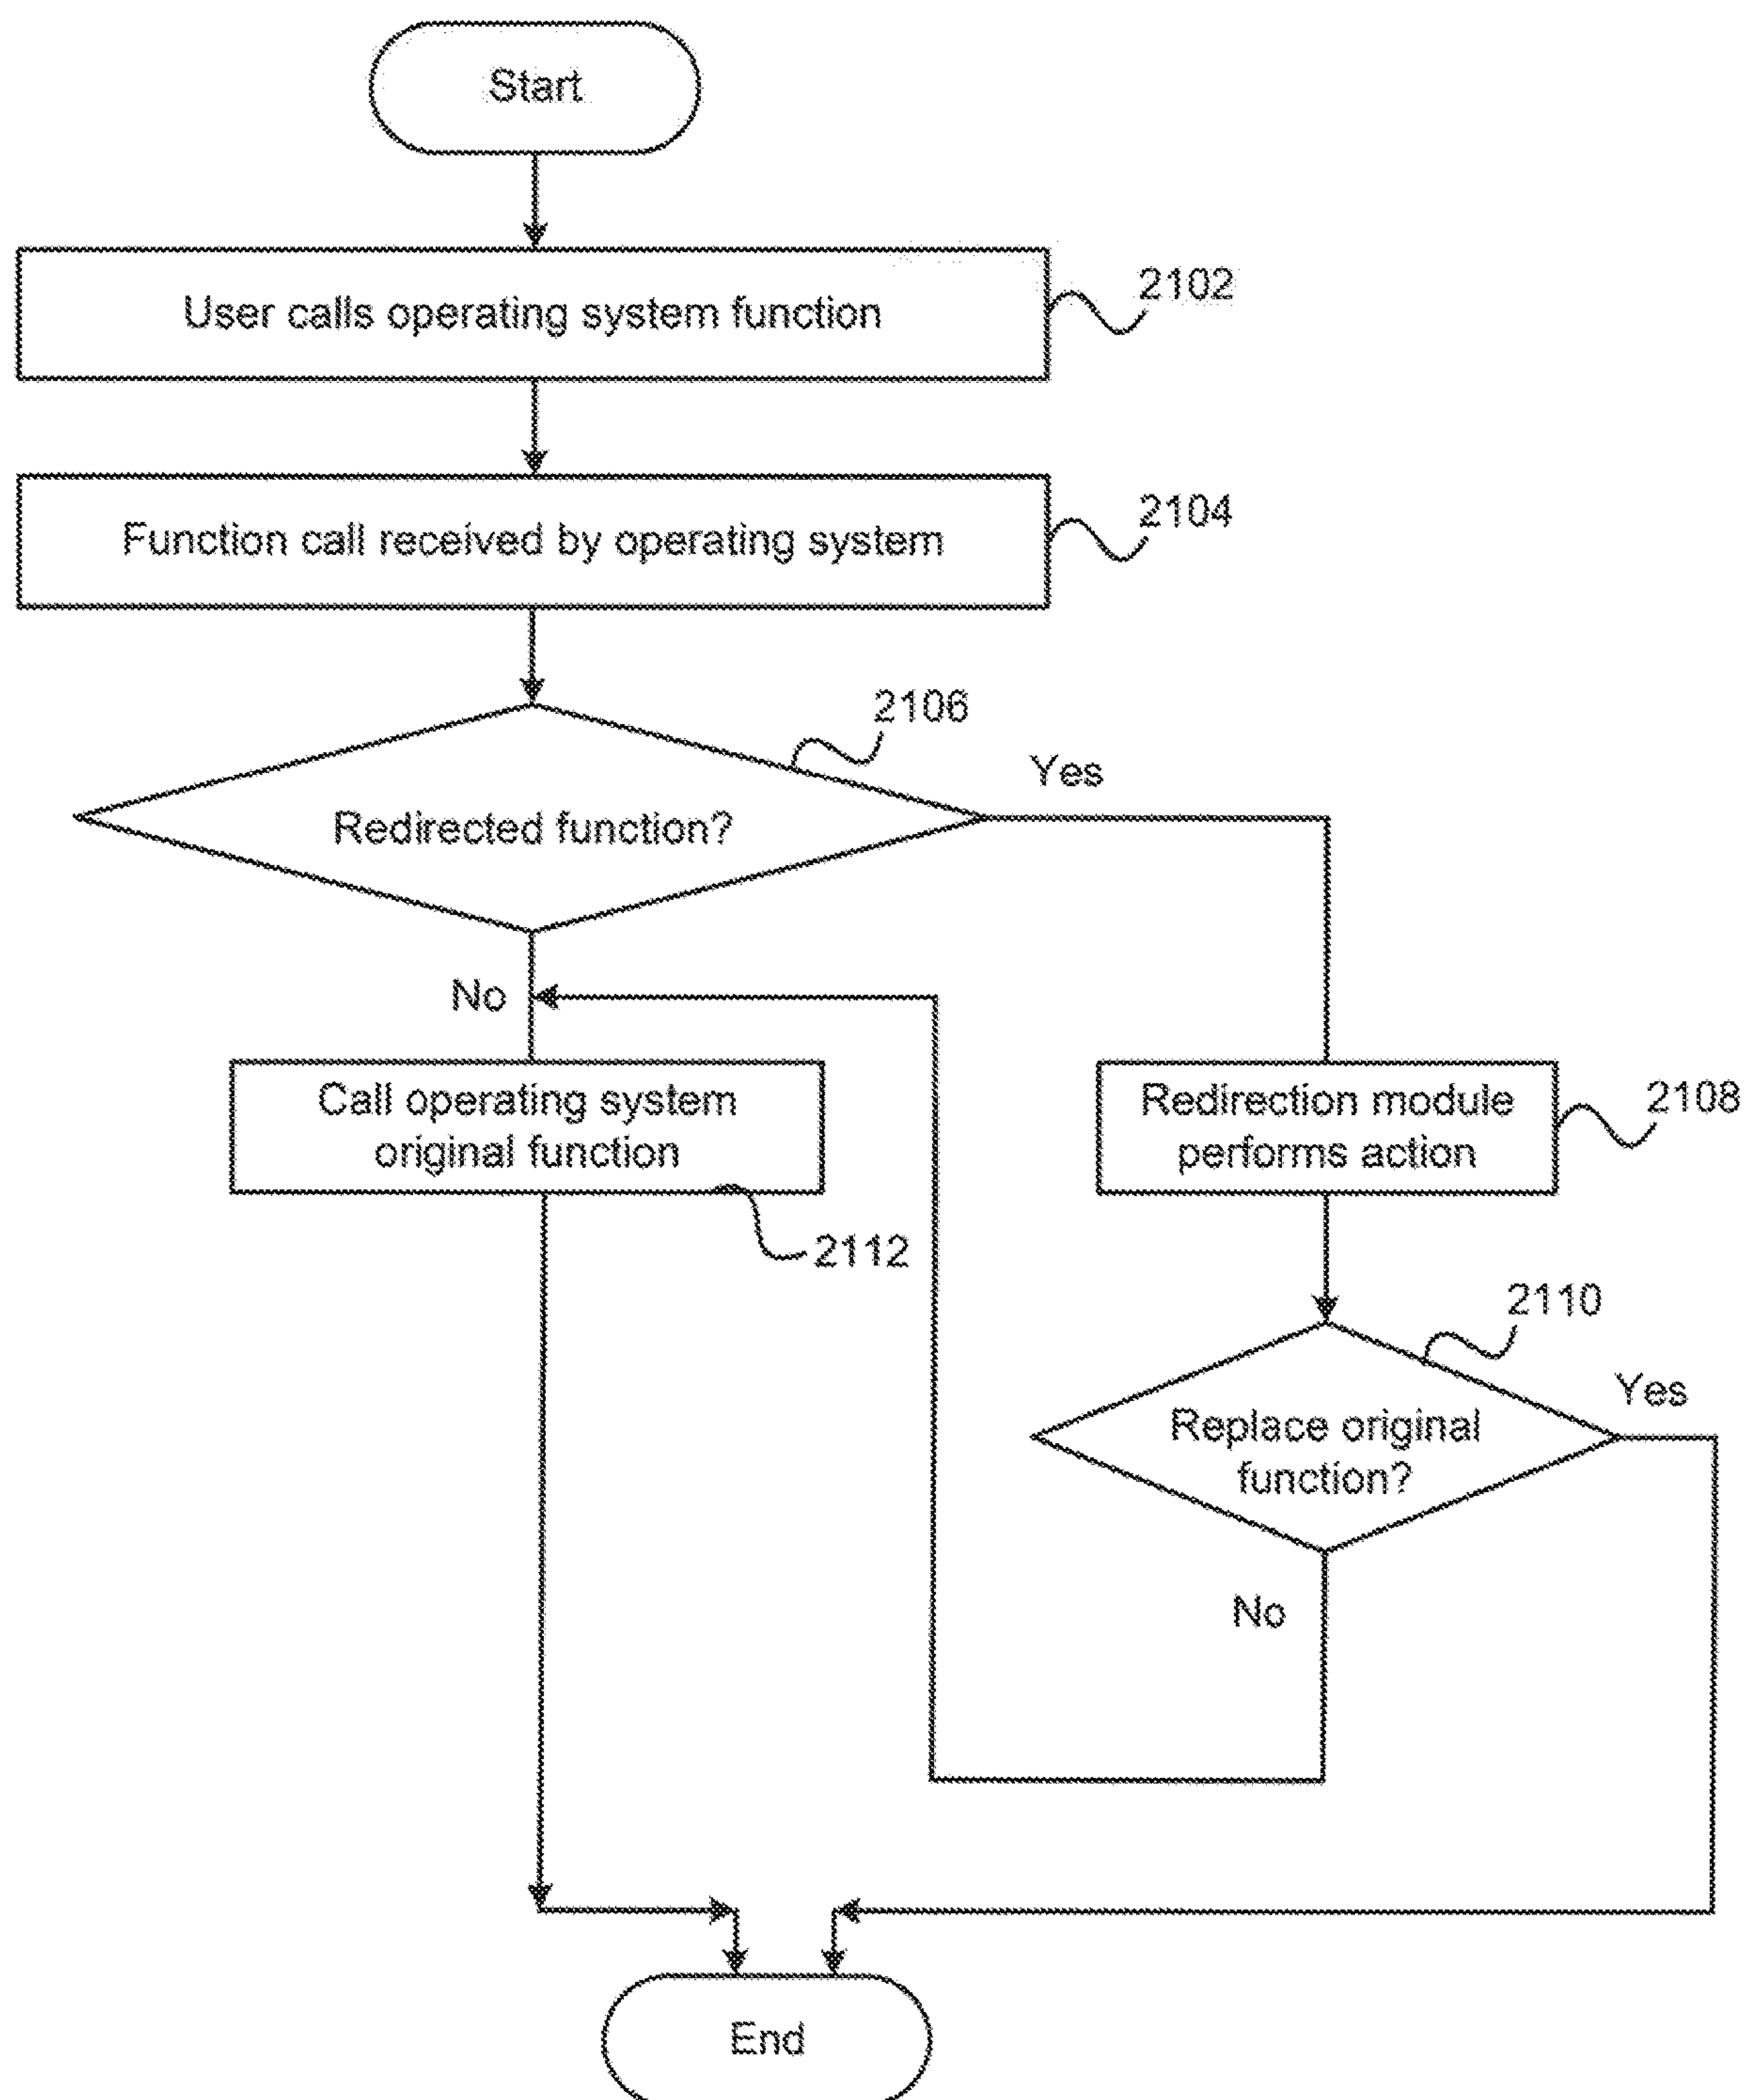 Start
User calls operating system function
2102
Function call received by operating system
2104
2106
Redirected function?
Yes
No
Call operating system
original function
2112
Redirection module
performs action
2108
2110
Replace original
function?
Yes
No
End